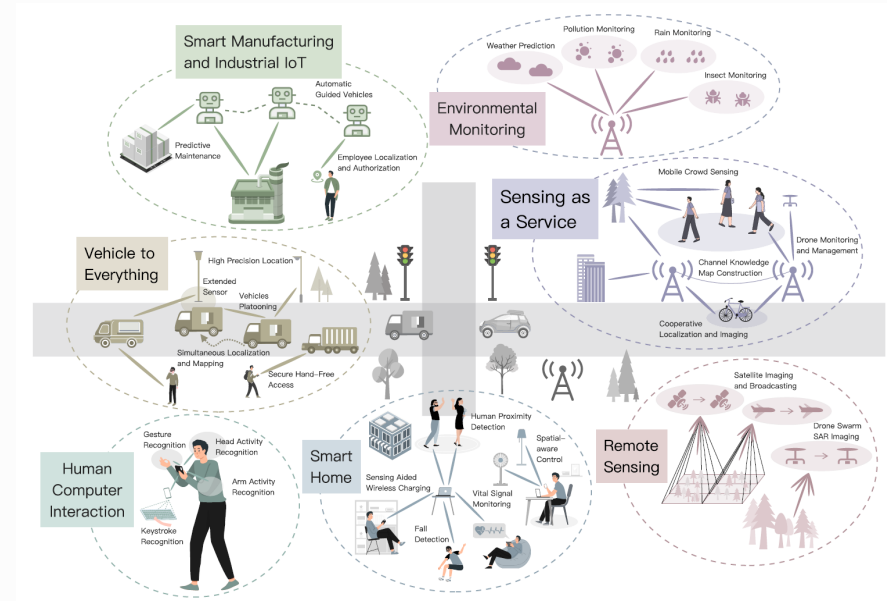 Smart Manufacturing
and Industrial IoT
Automatic
Guided Vehicles
Predictive
Maintenance
Employee Localization
and Authorization
Environmental
Monitoring
Weather Prediction
Pollution Monitoring
Rain Monitoring
Insect Monitoring
Sensing as
a Service
Mobile Crowd Sensing
Drone Monitoring
and Management
Channel Knowledge
Map Construction
Cooperative
Localization and Imaging
Vehicle to
Everything
High Precision Location
Extended
Sensor
Vehicles
Platooning
Simultaneous Localization
and Mapping
Secure Hand-Free
Access
Human
Computer
Interaction
Gesture
Recognition
Head Activity
Recognition
Arm Activity
Recognition
Keystroke
Recognition
Smart
Home
Human Proximity
Detection
Spatial-
aware
Control
Sensing Aided
Wireless Charging
Vital Signal
Monitoring
Fall
Detection
Remote
Sensing
Satellite Imaging
and Broadcasting
Drone Swarm
SAR Imaging